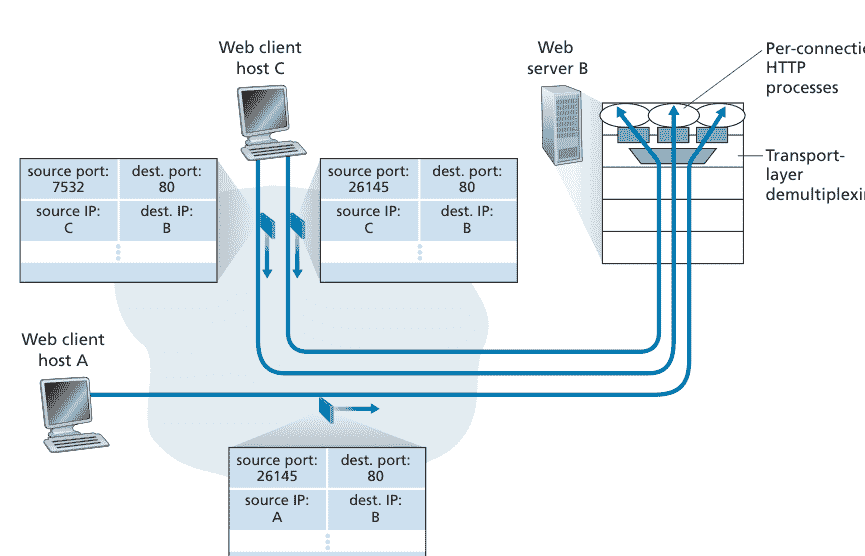 Web client
host C
Web
server B
Per-connectie
HTTP
processes
Transport-
layer
demultiplexin
source port:
7532
dest. port:
80
source IP:
C
dest. IP:
B
source port:
26145
dest. port:
80
source IP:
C
dest. IP:
B
Web client
host A
source port:
26145
dest. port:
80
source IP:
A
dest. IP:
B